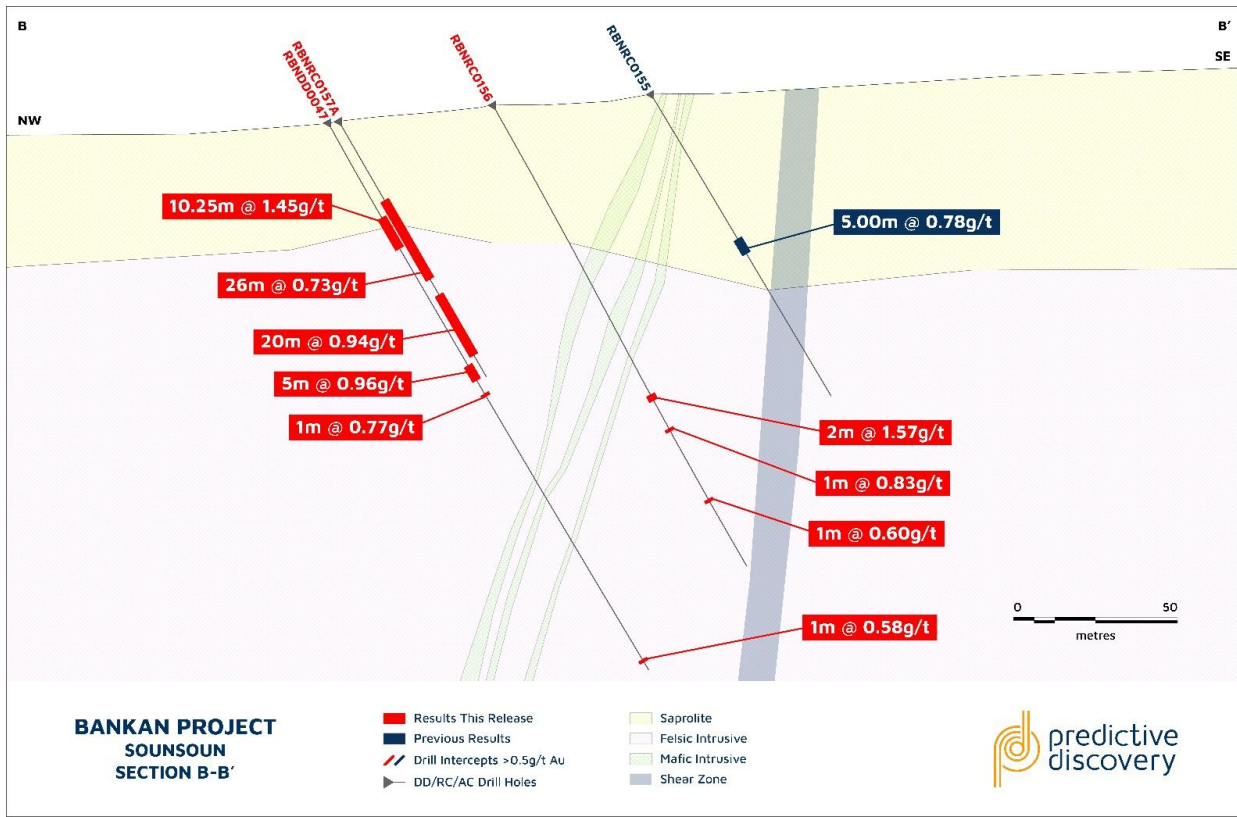 B
B'
SE
NW
RBNRC0157A
RBNDD0047
RBNRC0156
RBNRC0155
10.25m @ 1.45g/t
5.00m @ 0.78g/t
26m @ 0.73g/t
20m @ 0.94g/t
5m @ 0.96g/t
1m @ 0.77g/t
2m @ 1.57g/t
1m @ 0.83g/t
1m @ 0.60g/t
1m @ 0.58g/t
0 50
metres
BANKAN PROJECT
SOUNSOUN
SECTION B-B'
Results This Release
Previous Results
Drill Intercepts >0.5g/t Au
DD/RC/AC Drill Holes
Saprolite
Felsic Intrusive
Mafic Intrusive
Shear Zone
predictive
discovery